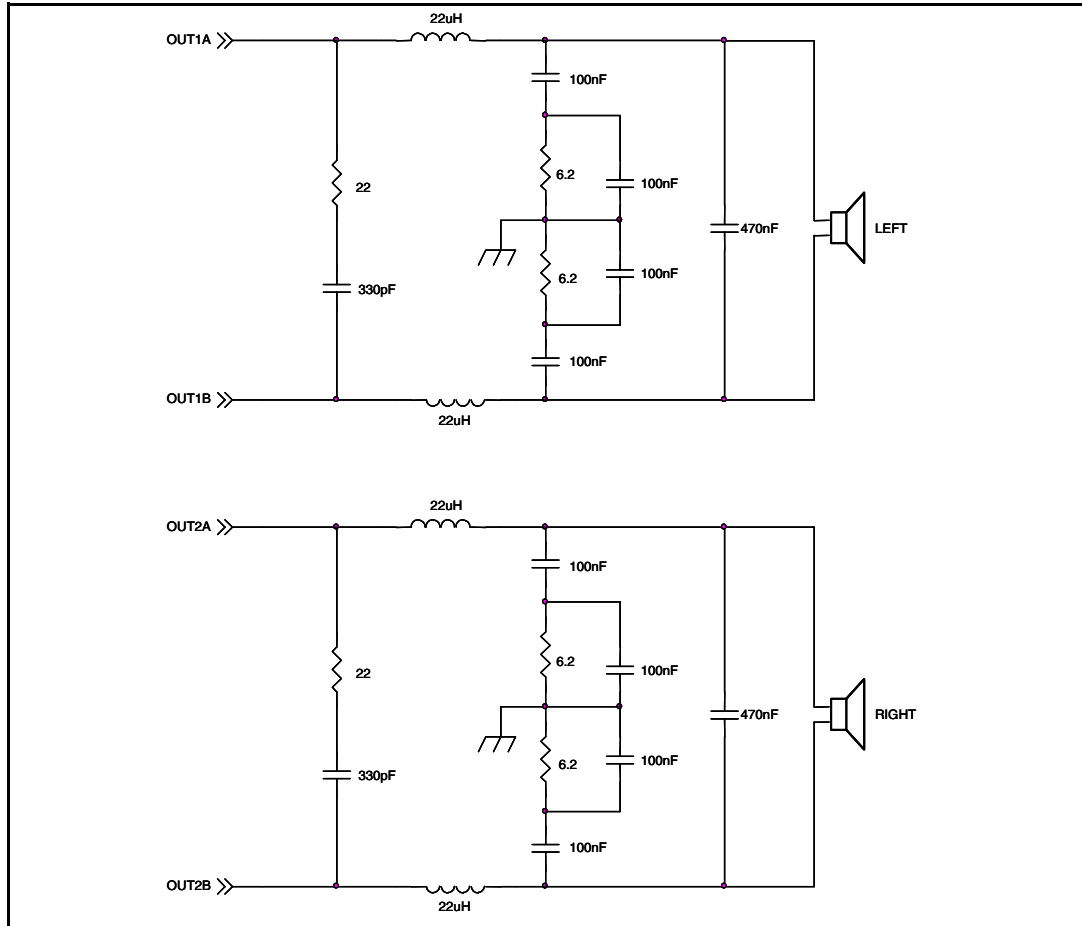 22uH
OUT1A
100nF
6.2
100nF
22
470nF
LEFT
6.2
100nF
330pF
100nF
OUT1B
22uH
22uH
OUT2A
100nF
6.2
100nF
22
470nF
RIGHT
6.2
100nF
330pF
100nF
OUT2B
22uH